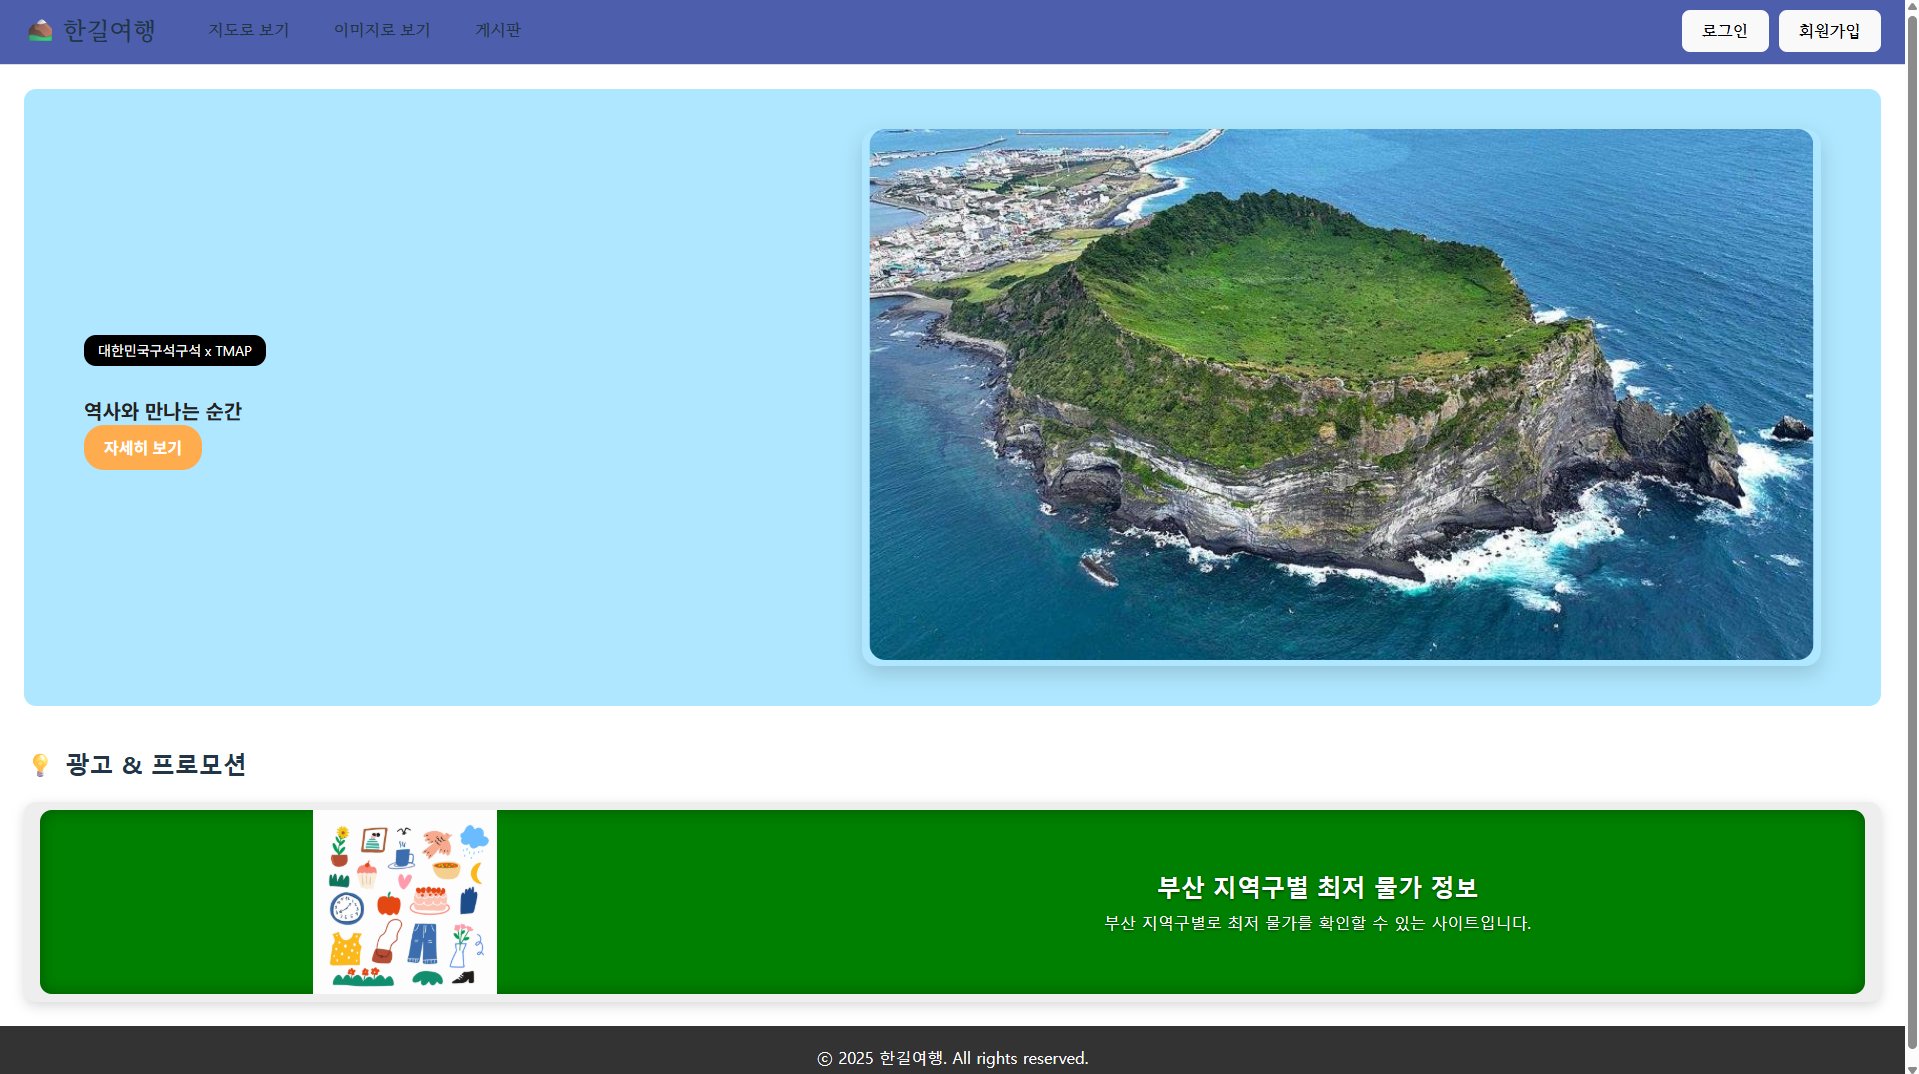 한길여행
지도로 보기
이미지로 보기
게시판
로그인
회원가입
대한민국구석구석 x TMAP
역사와 만나는 순간
자세히 보기
광고 & 프로모션
부산 지역구별 최저 물가 정보
부산 지역구별로 최저 물가를 확인할 수 있는 사이트입니다.
© 2025 한길여행. All rights reserved.